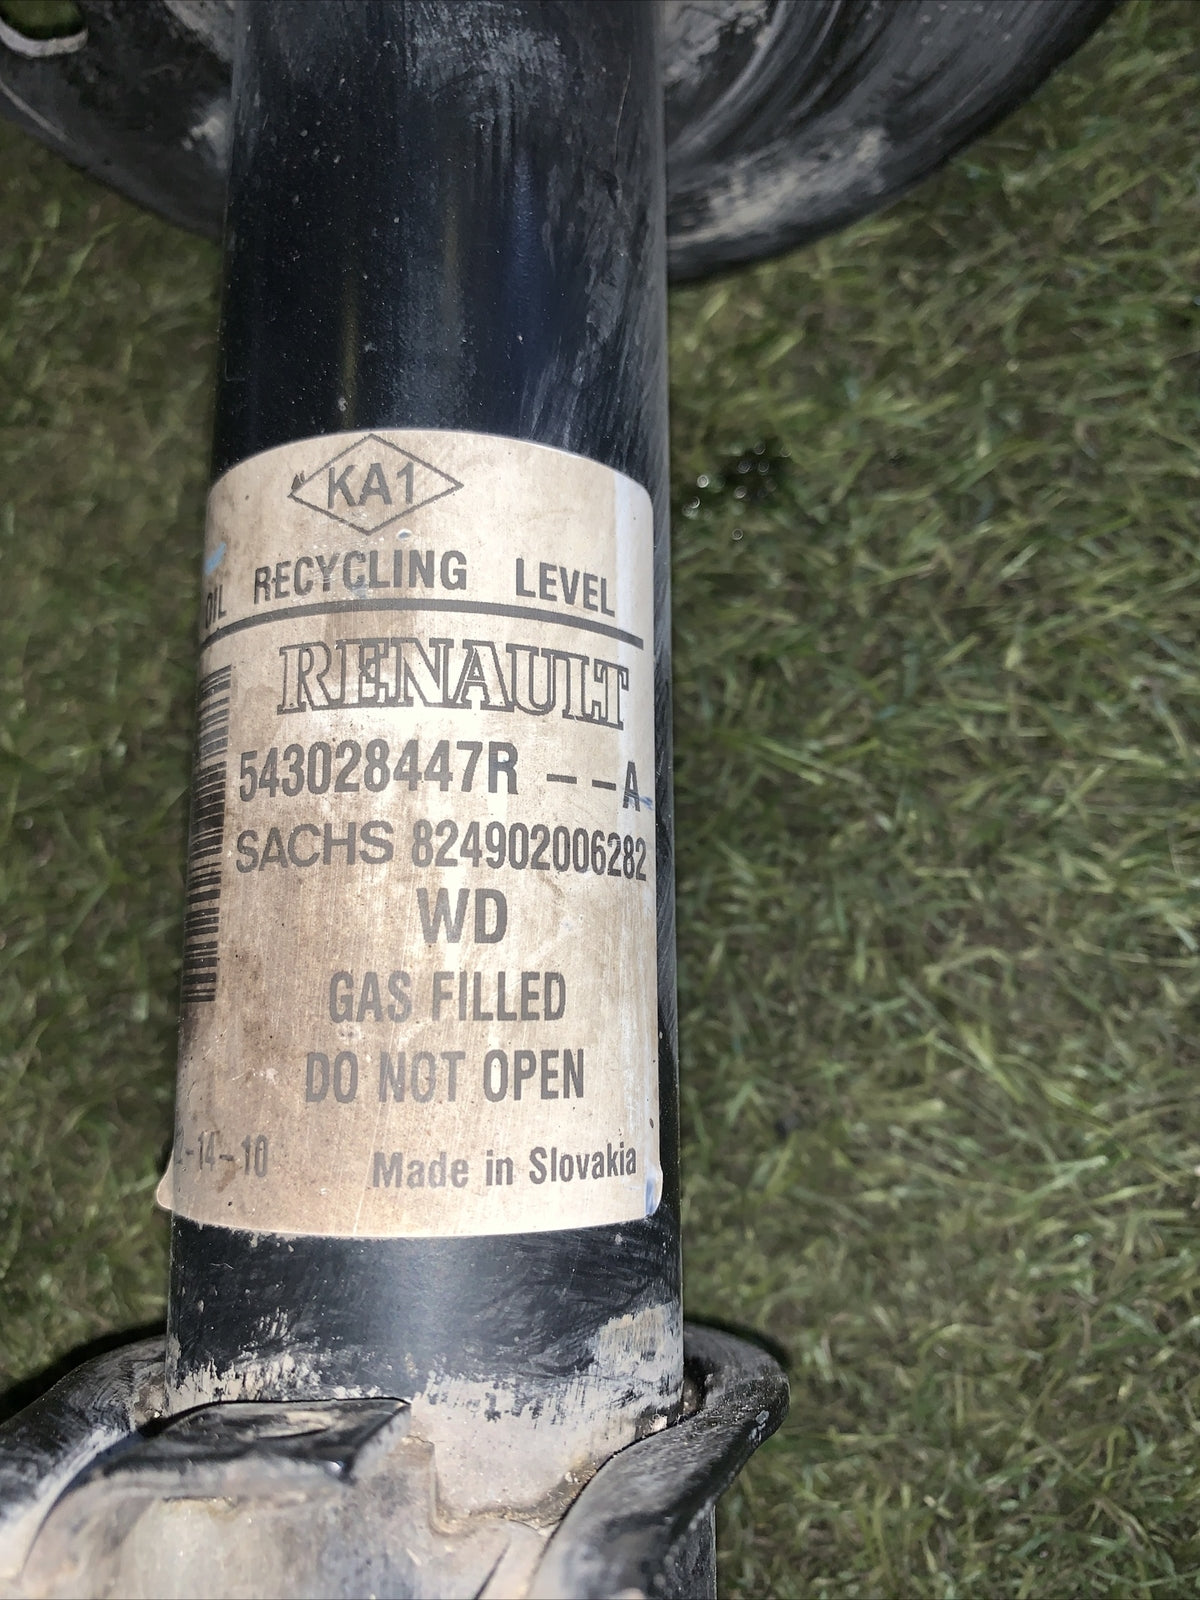 KA1
OIL RECYCLING LEVEL
RENAULT
543028447R --A
SACHS 824902006282
WD
GAS FILLED
DO NOT OPEN
-14-10 Made in Slovakia